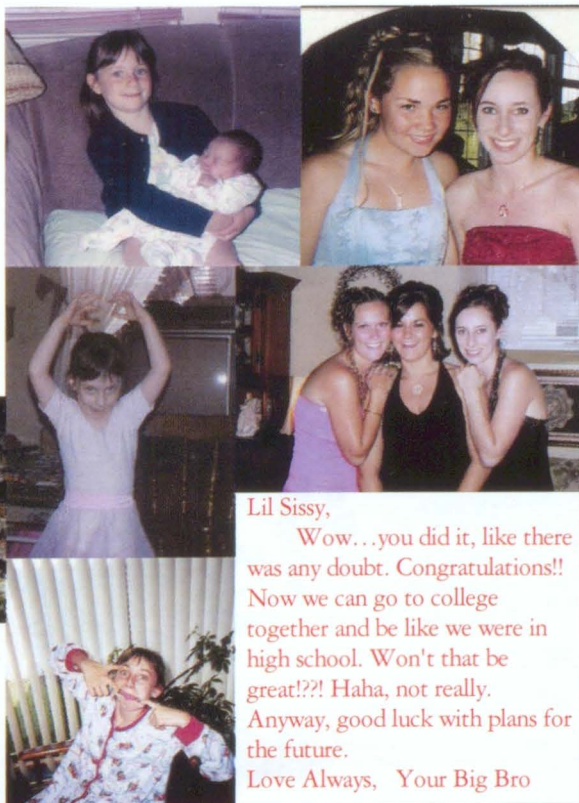 Lil Sissy,
Wow…you did it, like there
was any doubt. Congratulations!!
Now we can go to college
together and be like we were in
high school. Won't that be
great!??! Haha, not really.
Anyway, good luck with plans for
the future.
Love Always, Your Big Bro